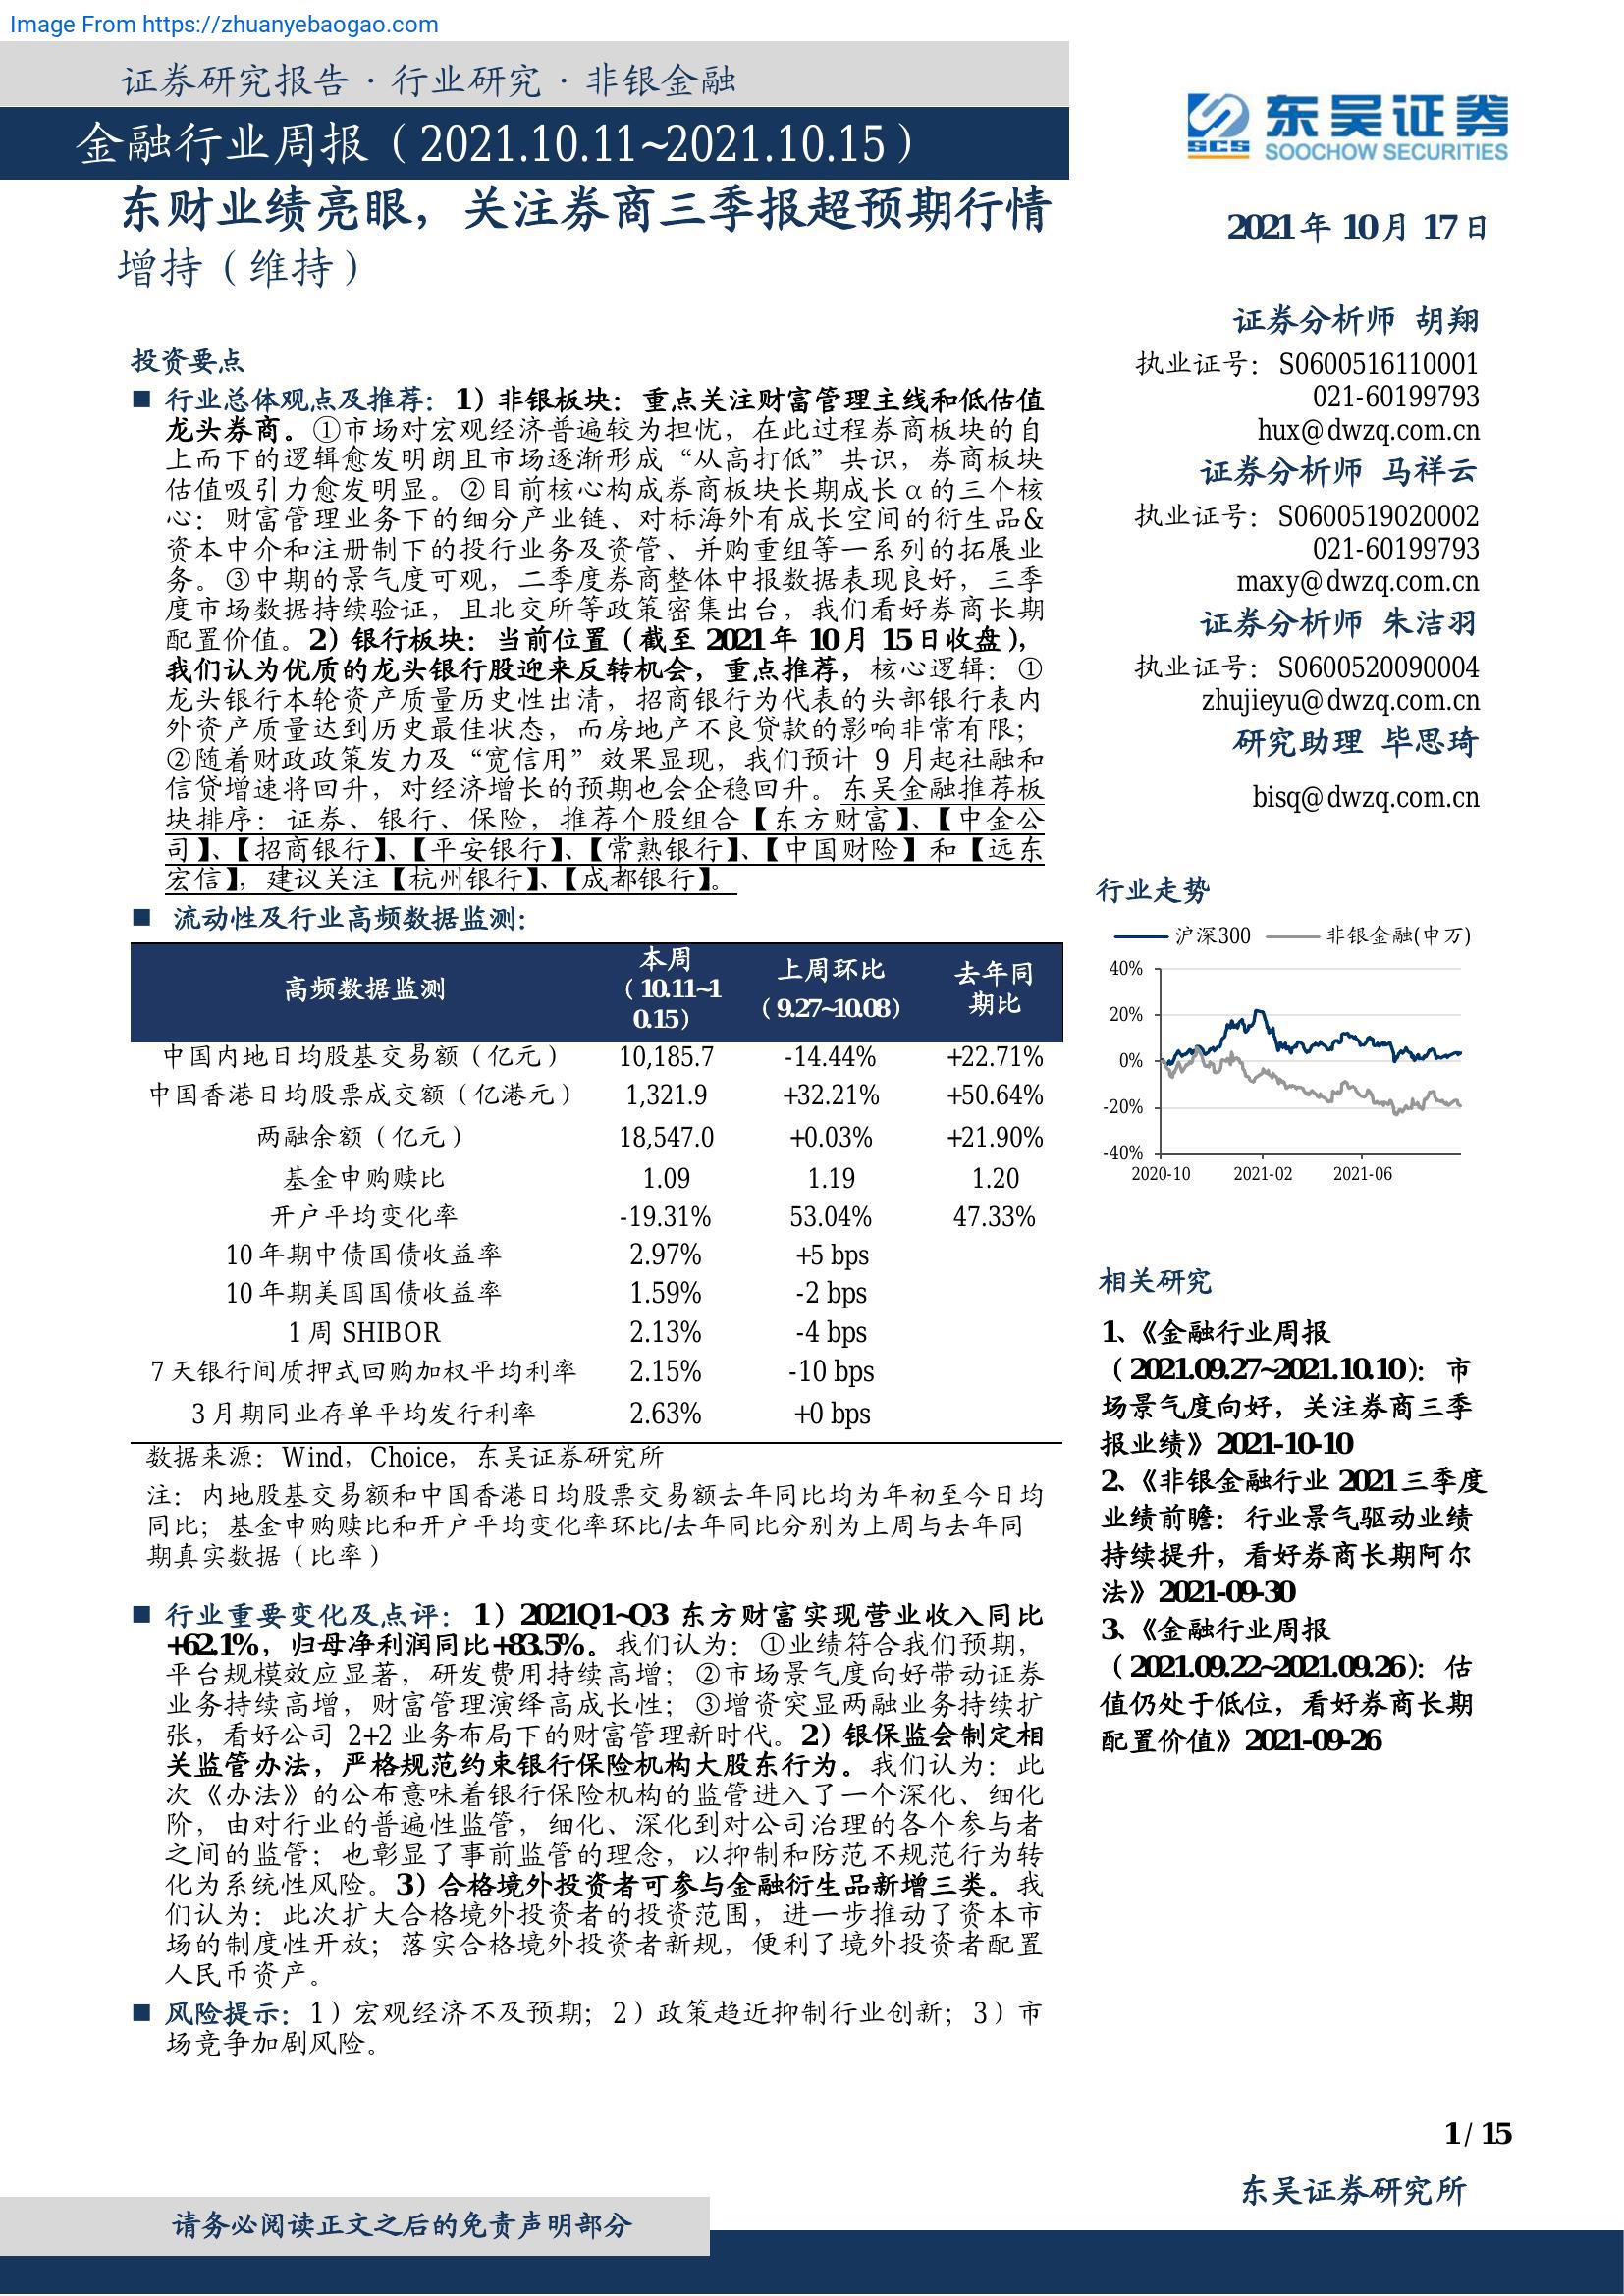 Image From https://zhuanyebaogao.com
证券研究报告 · 行业研究 · 非银金融
金融行业周报（2021.10.11~2021.10.15）
东财业绩亮眼，关注券商三季报超预期行情
增持（维持）
投资要点
■ 行业总体观点及推荐：1）非银板块：重点关注财富管理主线和低估值
龙头券商。①市场对宏观经济普遍较为担忧，在此过程券商板块的自
上而下的逻辑愈发明朗且市场逐渐形成“从高打低”共识，券商板块
估值吸引力愈发明显。②目前核心构成券商板块长期成长α的三个核
心：财富管理业务下的细分产业链、对标海外有成长空间的衍生品&
资本中介和注册制下的投行业务及资管、并购重组等一系列的拓展业
务。③中期的景气度可观，二季度券商整体中报数据表现良好，三季
度市场数据持续验证，且北交所等政策密集出台，我们看好券商长期
配置价值。2）银行板块：当前位置（截至 2021 年 10 月 15 日收盘），
我们认为优质的龙头银行股迎来反转机会，重点推荐，核心逻辑：①
龙头银行本轮资产质量历史性出清，招商银行为代表的头部银行表内
外资产质量达到历史最佳状态，而房地产不良贷款的影响非常有限；
②随着财政政策发力及“宽信用”效果显现，我们预计 9 月起社融和
信贷增速将回升，对经济增长的预期也会企稳回升。东吴金融推荐板
块排序：证券、银行、保险，推荐个股组合【东方财富】、【中金公
司】、【招商银行】、【平安银行】、【常熟银行】、【中国财险】和【远东
宏信】，建议关注【杭州银行】、【成都银行】。
■ 流动性及行业高频数据监测：
高频数据监测 本周（10.11~10.15） 上周环比（9.27~10.08） 去年同期比
中国内地日均股基交易额（亿元） 10,185.7 -14.44% +22.71%
中国香港日均股票成交额（亿港元） 1,321.9 +32.21% +50.64%
两融余额（亿元） 18,547.0 +0.03% +21.90%
基金申购赎比 1.09 1.19 1.20
开户平均变化率 -19.31% 53.04% 47.33%
10 年期中债国债收益率 2.97% +5 bps
10 年期美国国债收益率 1.59% -2 bps
1 周 SHIBOR 2.13% -4 bps
7 天银行间质押式回购加权平均利率 2.15% -10 bps
3 月期同业存单平均发行利率 2.63% +0 bps
数据来源：Wind，Choice，东吴证券研究所
注：内地股基交易额和中国香港日均股票交易额去年同比均为年初至今日均
同比；基金申购赎比和开户平均变化率环比/去年同比分别为上周与去年同
期真实数据（比率）
■ 行业重要变化及点评：1）2021Q1~Q3 东方财富实现营业收入同比
+62.1%，归母净利润同比+83.5%。我们认为：①业绩符合我们预期，
平台规模效应显著，研发费用持续高增；②市场景气度向好带动证券
业务持续高增，财富管理演绎高成长性；③增资突显两融业务持续扩
张，看好公司 2+2 业务布局下的财富管理新时代。2）银保监会制定相
关监管办法，严格规范约束银行保险机构大股东行为。我们认为：此
次《办法》的公布意味着银行保险机构的监管进入了一个深化、细化
阶，由对行业的普遍性监管，细化、深化到对公司治理的各个参与者
之间的监管；也彰显了事前监管的理念，以抑制和防范不规范行为转
化为系统性风险。3）合格境外投资者可参与金融衍生品新增三类。我
们认为：此次扩大合格境外投资者的投资范围，进一步推动了资本市
场的制度性开放；落实合格境外投资者新规，便利了境外投资者配置
人民币资产。
■ 风险提示：1）宏观经济不及预期；2）政策趋近抑制行业创新；3）市
场竞争加剧风险。
东吴证券
SCS SOOCHOW SECURITIES
2021 年 10 月 17 日
证券分析师 胡翔
执业证号：S0600516110001
021-60199793
hux@dwzq.com.cn
证券分析师 马祥云
执业证号：S0600519020002
021-60199793
maxy@dwzq.com.cn
证券分析师 朱洁羽
执业证号：S0600520090004
zhujieyu@dwzq.com.cn
研究助理 毕思琦
bisq@dwzq.com.cn
行业走势
沪深300 非银金融(申万)
40%
20%
0%
-20%
-40%
2020-10 2021-02 2021-06
相关研究
1、《金融行业周报
（2021.09.27~2021.10.10）：市
场景气度向好，关注券商三季
报业绩》2021-10-10
2、《非银金融行业 2021 三季度
业绩前瞻：行业景气驱动业绩
持续提升，看好券商长期阿尔
法》2021-09-30
3、《金融行业周报
（2021.09.22~2021.09.26）：估
值仍处于低位，看好券商长期
配置价值》2021-09-26
1 / 15
东吴证券研究所
请务必阅读正文之后的免责声明部分